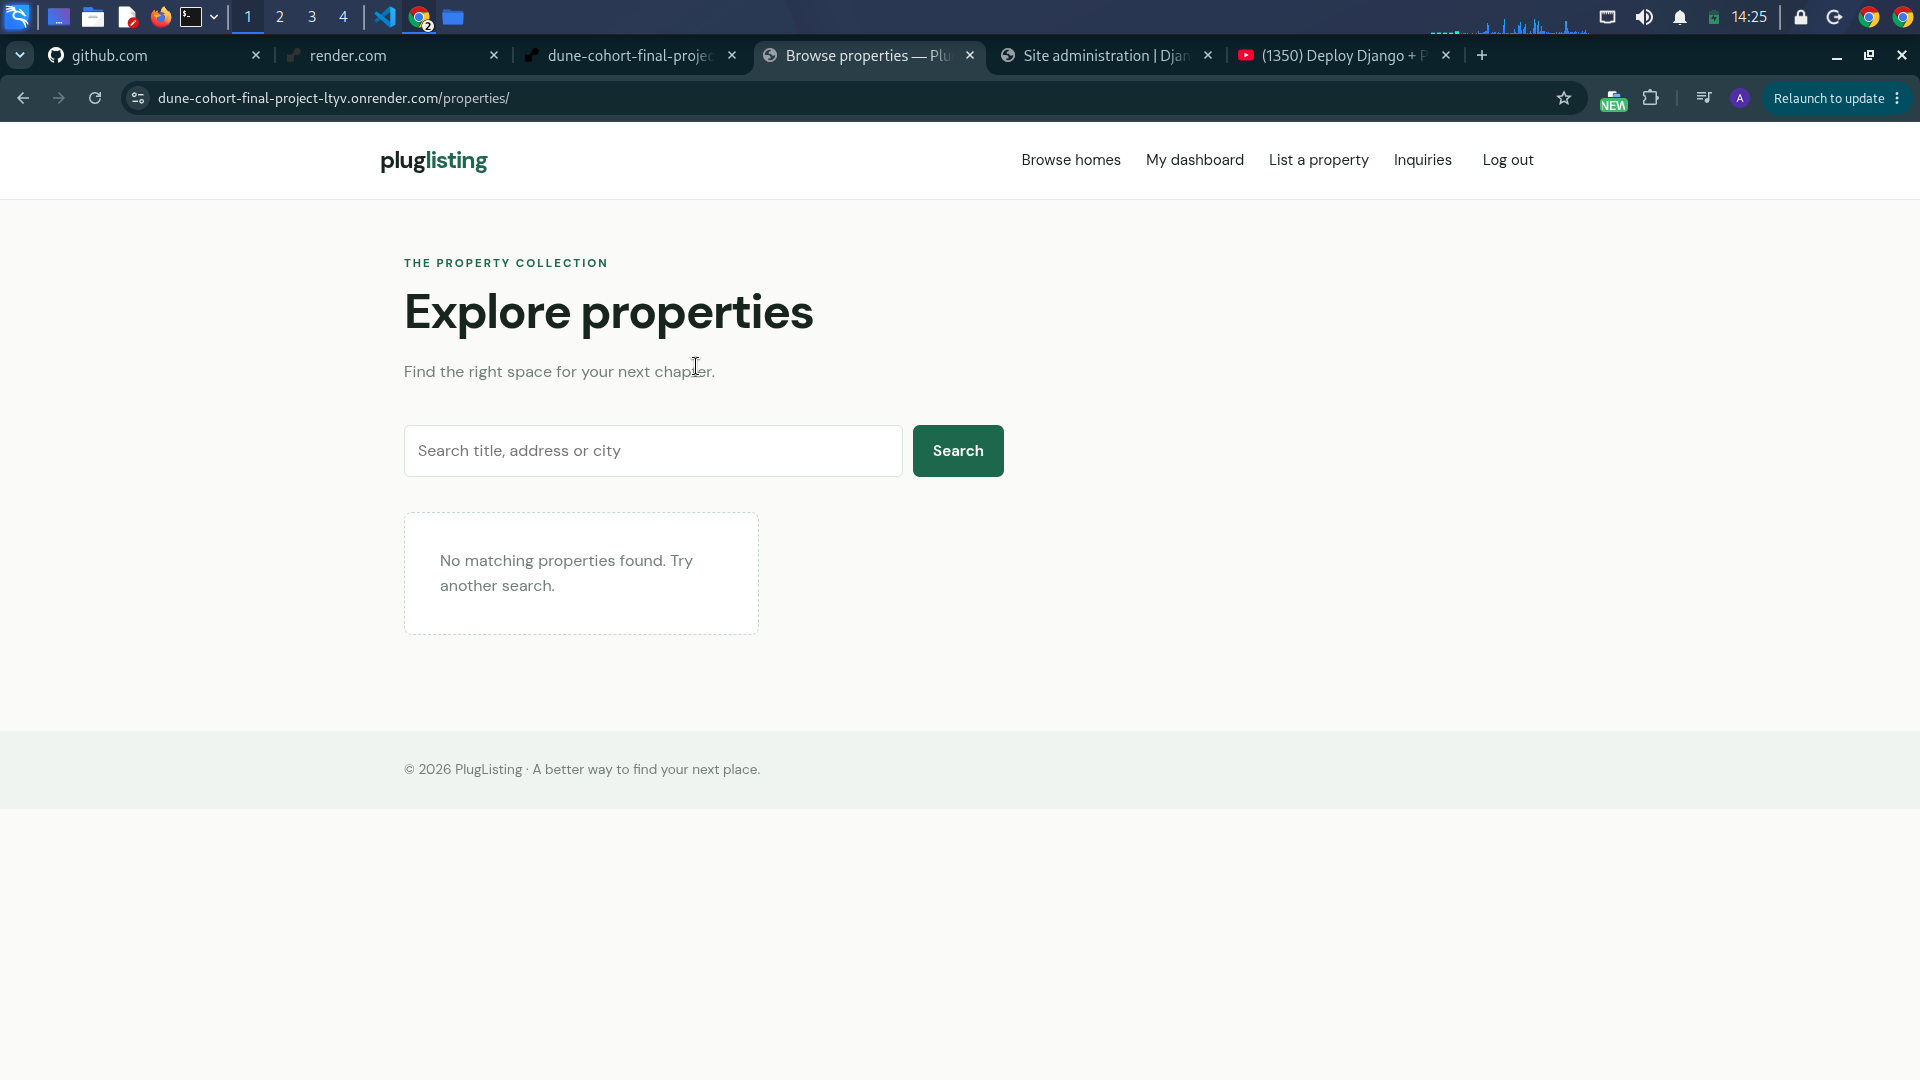 1 2 3 4 2 14:25
github.com render.com dune-cohort-final-projec Browse properties — Plu Site administration | Djan (1350) Deploy Django + P
dune-cohort-final-project-ltyv.onrender.com/properties/ NEW A Relaunch to update
pluglisting Browse homes My dashboard List a property Inquiries Log out
THE PROPERTY COLLECTION
Explore properties
Find the right space for your next chapter.
Search title, address or city Search
No matching properties found. Try
another search.
© 2026 PlugListing · A better way to find your next place.